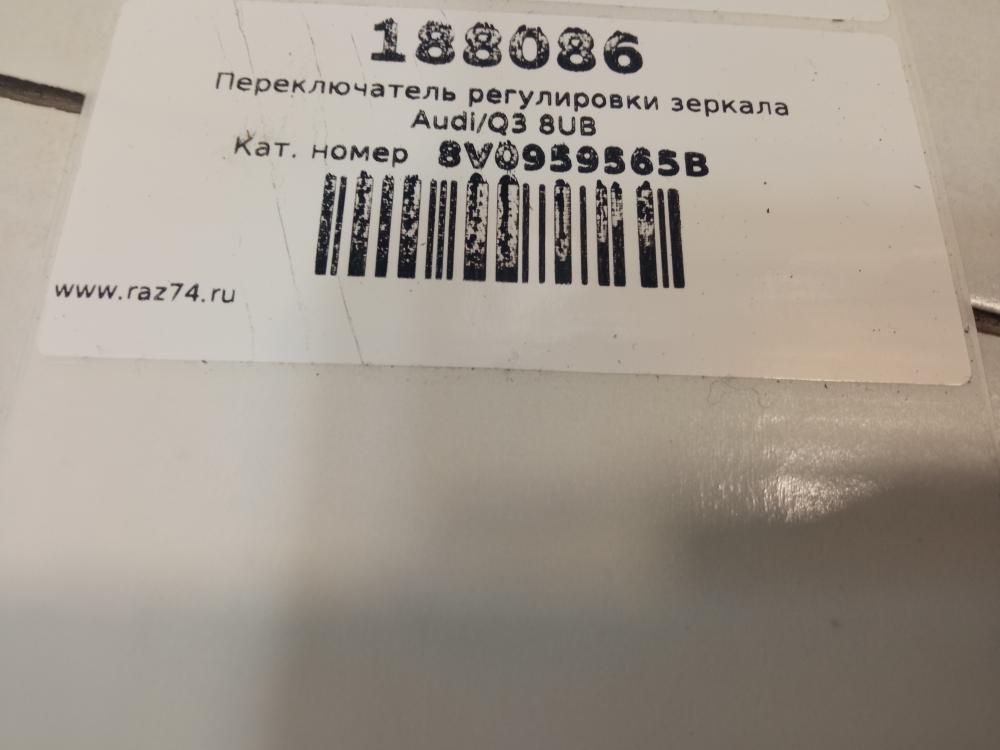 188086
Переключатель регулировки зеркала
Audi/Q3 8UB
Кат. номер 8V0959565B
www.raz74.ru